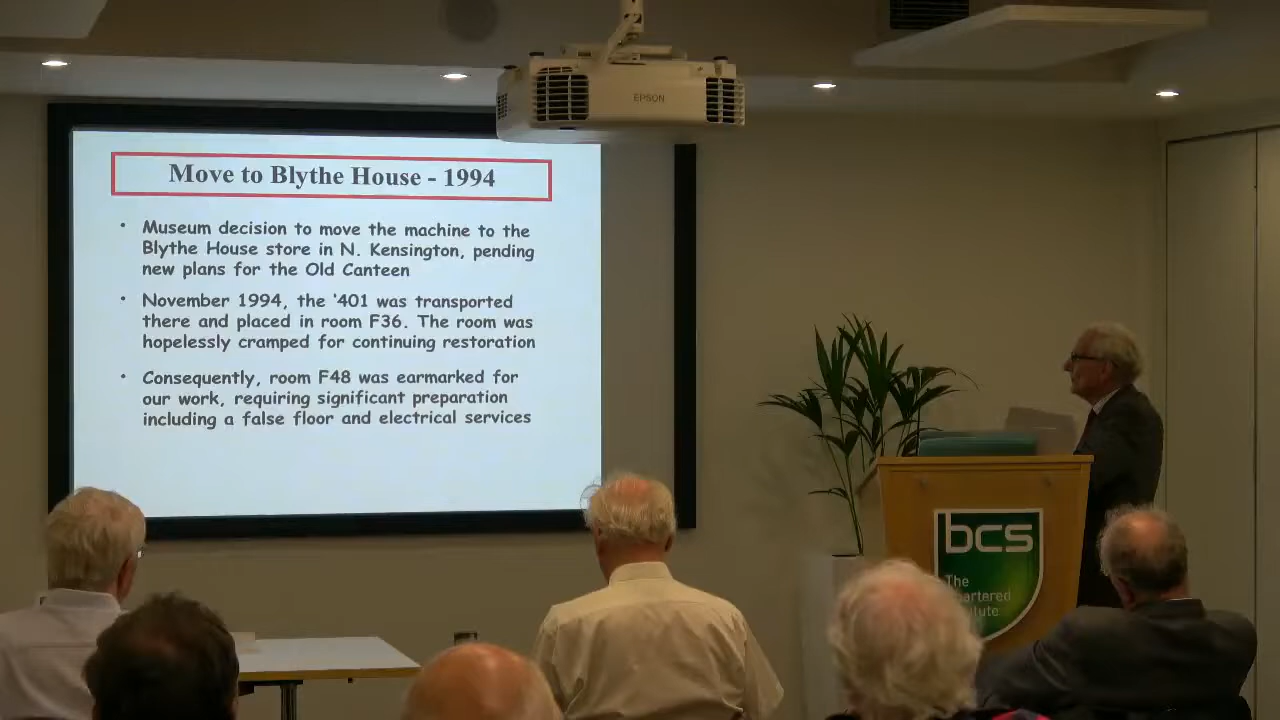 EPSON
Move to Blythe House - 1994
• Museum decision to move the machine to the
Blythe House store in N. Kensington, pending
new plans for the Old Canteen
• November 1994, the '401 was transported
there and placed in room F36. The room was
hopelessly cramped for continuing restoration
• Consequently, room F48 was earmarked for
our work, requiring significant preparation
including a false floor and electrical services
bcs
The